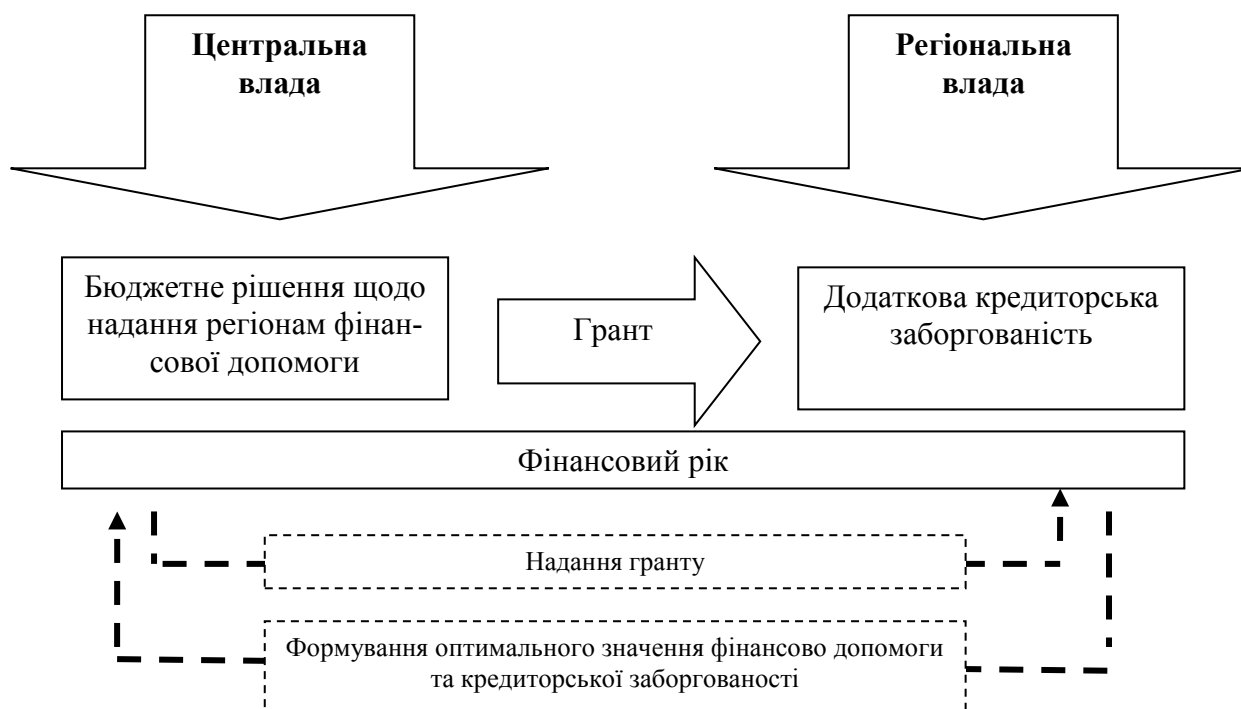 Центральна
влада
Регіональна
влада
Бюджетне рішення щодо
надання регіонам фінан-
сової допомоги
Грант
Додаткова кредиторська
заборгованість
Фінансовий рік
Надання гранту
Формування оптимального значення фінансово допомоги
та кредиторської заборгованості